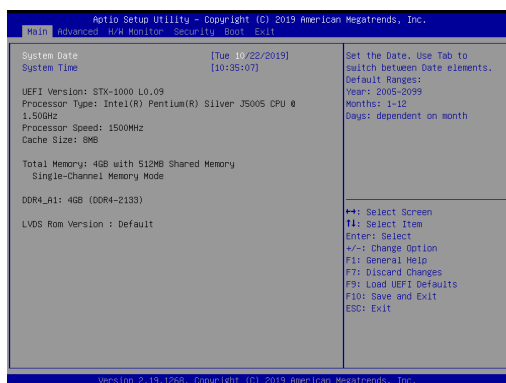 Aptio Setup Utility – Copyright (C) 2019 American Megatrends, Inc.
Main Advanced H/W Monitor Security Boot Exit
System Date [Tue 10/22/2019]
System Time [10:35:07]
UEFI Version: STX-1000 L0.09
Processor Type: Intel(R) Pentium(R) Silver J5005 CPU @
1.50GHz
Processor Speed: 1500MHz
Cache Size: 8MB
Total Memory: 4GB with 512MB Shared Memory
Single-Channel Memory Mode
DDR4_A1: 4GB (DDR4-2133)
LVDS Rom Version : Default
Set the Date. Use Tab to
switch between Date elements.
Default Ranges:
Year: 2005-2099
Months: 1-12
Days: dependent on month
↔: Select Screen
↑↓: Select Item
Enter: Select
+/-: Change Option
F1: General Help
F7: Discard Changes
F9: Load UEFI Defaults
F10: Save and Exit
ESC: Exit
Version 2.19.1268. Copyright (C) 2019 American Megatrends, Inc.